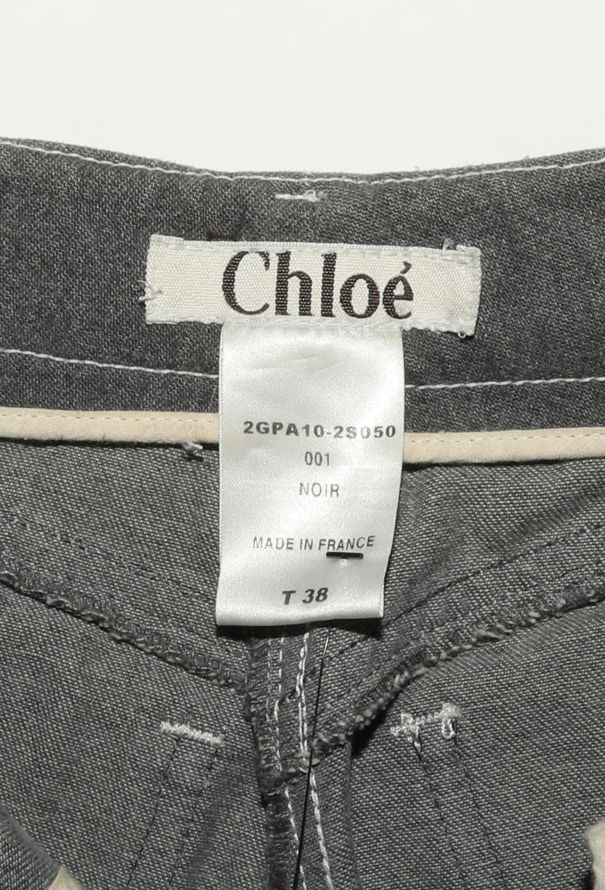 Chloé
2GPA10-2S050
001
NOIR
MADE IN FRANCE
T 38